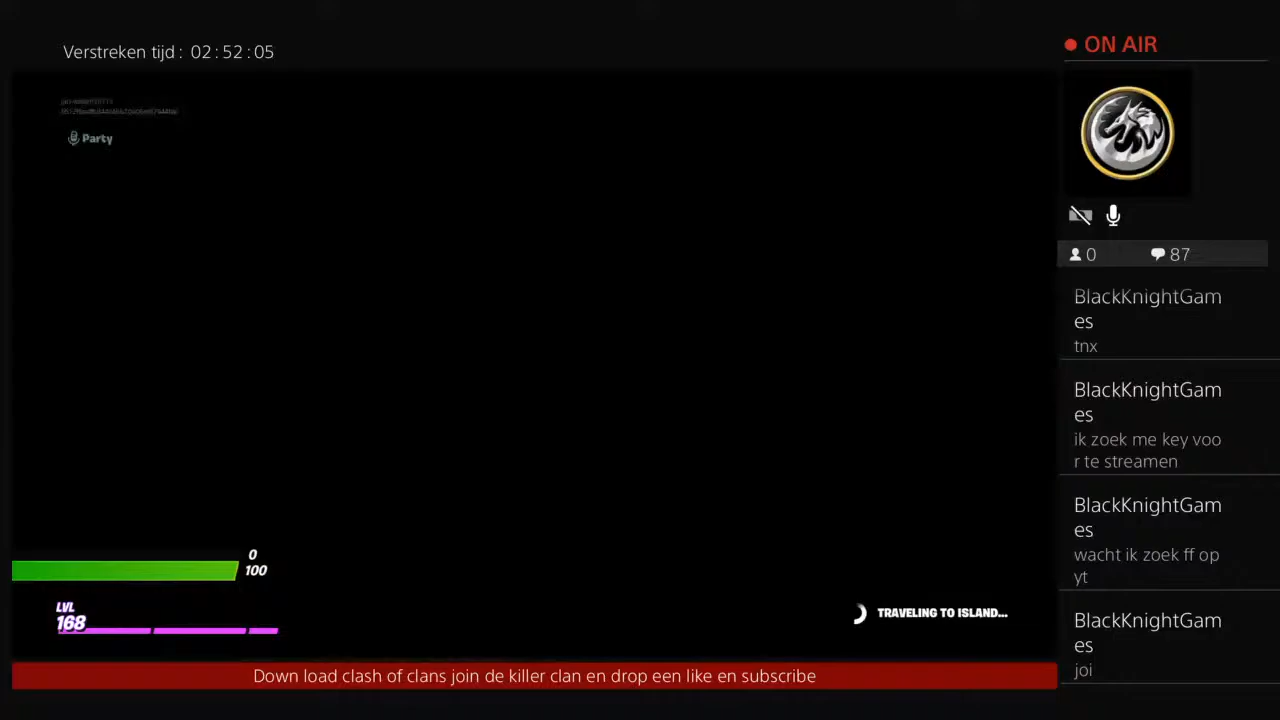 Verstreken tijd : 02 : 52 : 05
ON AIR
Party
0
87
BlackKnightGam
es
tnx
BlackKnightGam
es
ik zoek me key voo
r te streamen
BlackKnightGam
es
wacht ik zoek ff op
yt
BlackKnightGam
es
joi
0
100
LVL
168
TRAVELING TO ISLAND...
Down load clash of clans join de killer clan en drop een like en subscribe